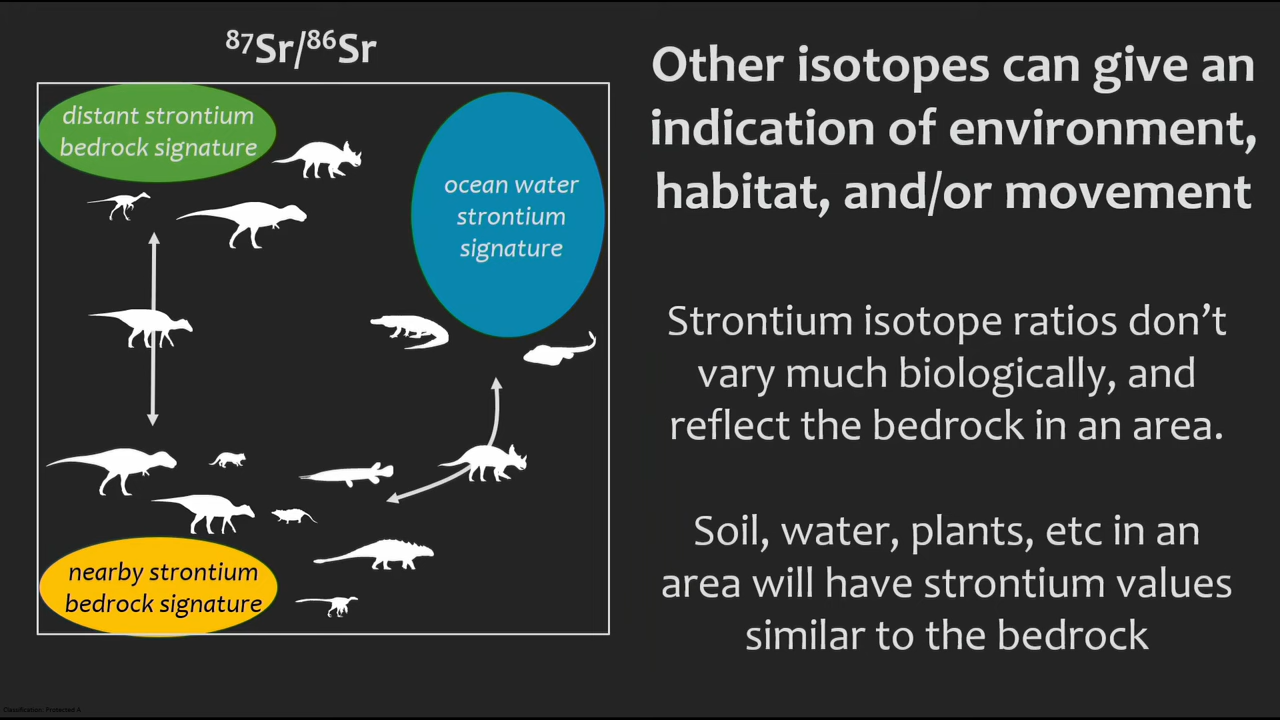 ⁸⁷Sr/⁸⁶Sr
distant strontium
bedrock signature
ocean water
strontium
signature
nearby strontium
bedrock signature
Other isotopes can give an
indication of environment,
habitat, and/or movement
Strontium isotope ratios don’t
vary much biologically, and
reflect the bedrock in an area.
Soil, water, plants, etc in an
area will have strontium values
similar to the bedrock
Classification: Protected A